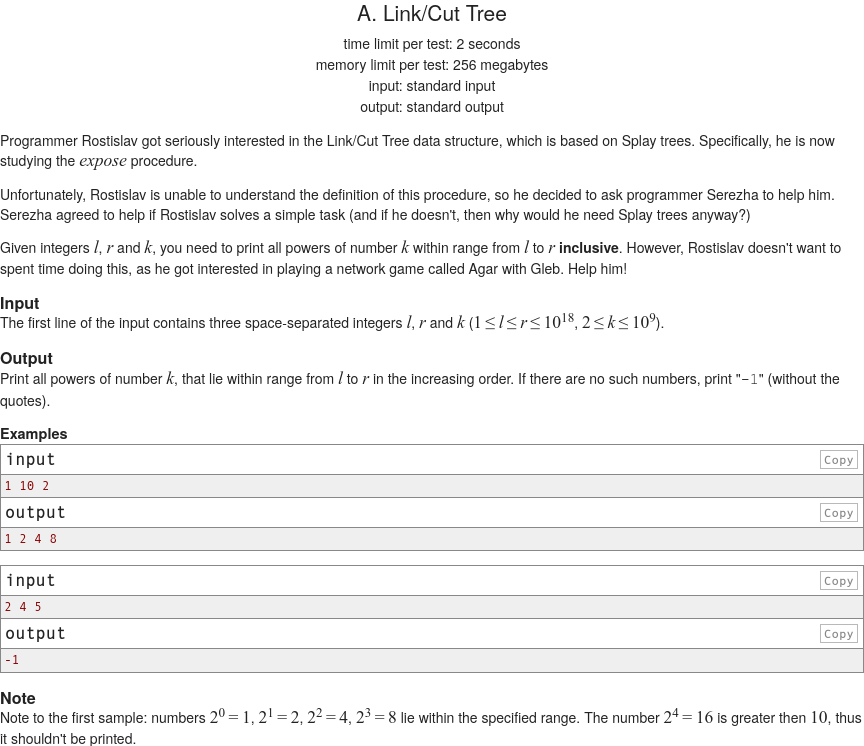 A. Link/Cut Tree
time limit per test: 2 seconds
memory limit per test: 256 megabytes
input: standard input
output: standard output
Programmer Rostislav got seriously interested in the Link/Cut Tree data structure, which is based on Splay trees. Specifically, he is now
studying the expose procedure.
Unfortunately, Rostislav is unable to understand the definition of this procedure, so he decided to ask programmer Serezha to help him.
Serezha agreed to help if Rostislav solves a simple task (and if he doesn't, then why would he need Splay trees anyway?)
Given integers l, r and k, you need to print all powers of number k within range from l to r inclusive. However, Rostislav doesn't want to
spent time doing this, as he got interested in playing a network game called Agar with Gleb. Help him!
Input
The first line of the input contains three space-separated integers l, r and k (1 ≤ l ≤ r ≤ 10^18, 2 ≤ k ≤ 10^9).
Output
Print all powers of number k, that lie within range from l to r in the increasing order. If there are no such numbers, print "-1" (without the
quotes).
Examples
input Copy
1 10 2
output Copy
1 2 4 8
input Copy
2 4 5
output Copy
-1
Note
Note to the first sample: numbers 2^0 = 1, 2^1 = 2, 2^2 = 4, 2^3 = 8 lie within the specified range. The number 2^4 = 16 is greater then 10, thus
it shouldn't be printed.